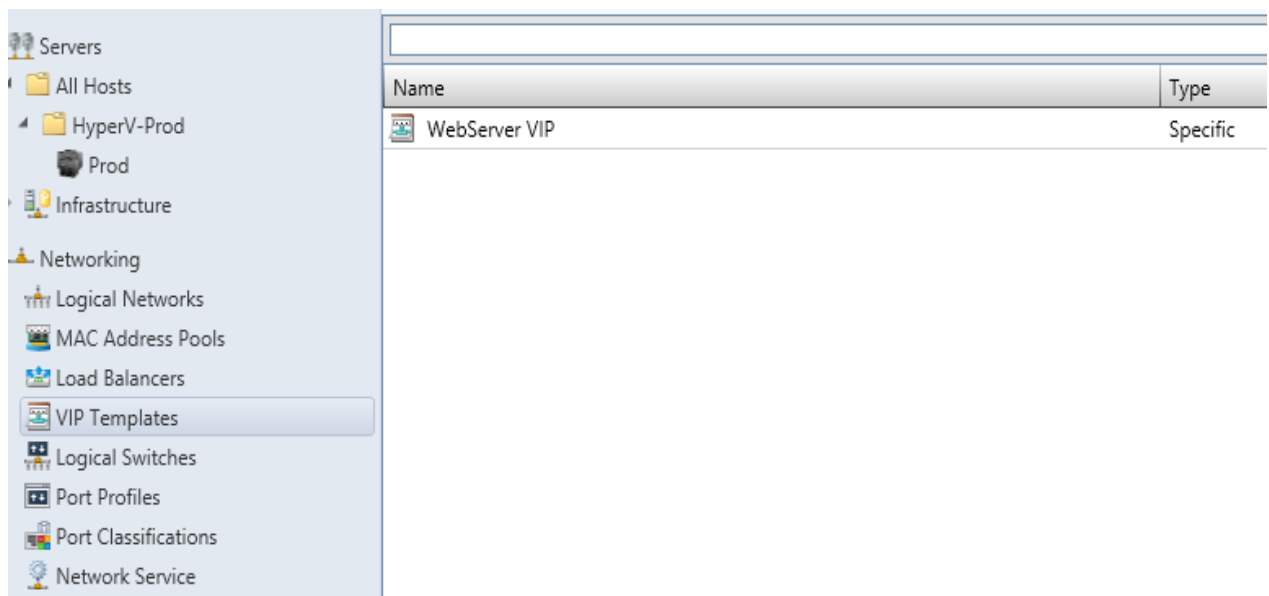 Servers
All Hosts
HyperV-Prod
Prod
Infrastructure
Networking
Logical Networks
MAC Address Pools
Load Balancers
VIP Templates
Logical Switches
Port Profiles
Port Classifications
Network Service
Name Type
WebServer VIP Specific